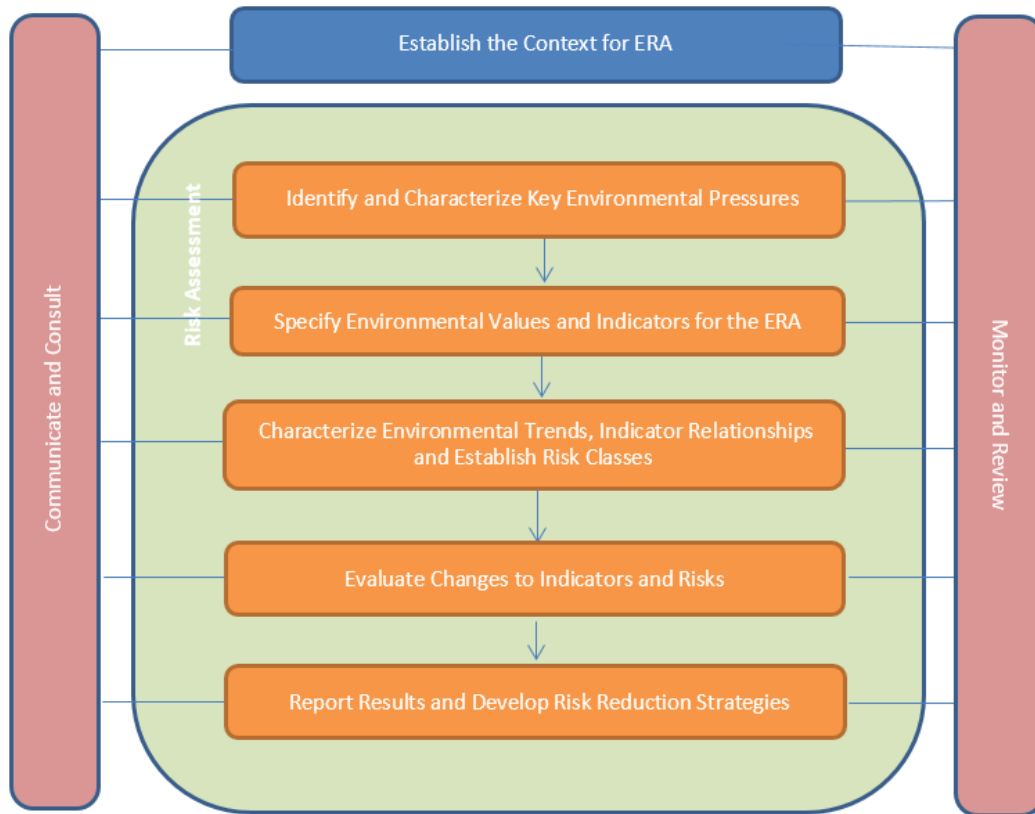 Establish the Context for ERA
Communicate and Consult
Risk Assessment
Identify and Characterize Key Environmental Pressures
Specify Environmental Values and Indicators for the ERA
Characterize Environmental Trends, Indicator Relationships
and Establish Risk Classes
Evaluate Changes to Indicators and Risks
Report Results and Develop Risk Reduction Strategies
Monitor and Review